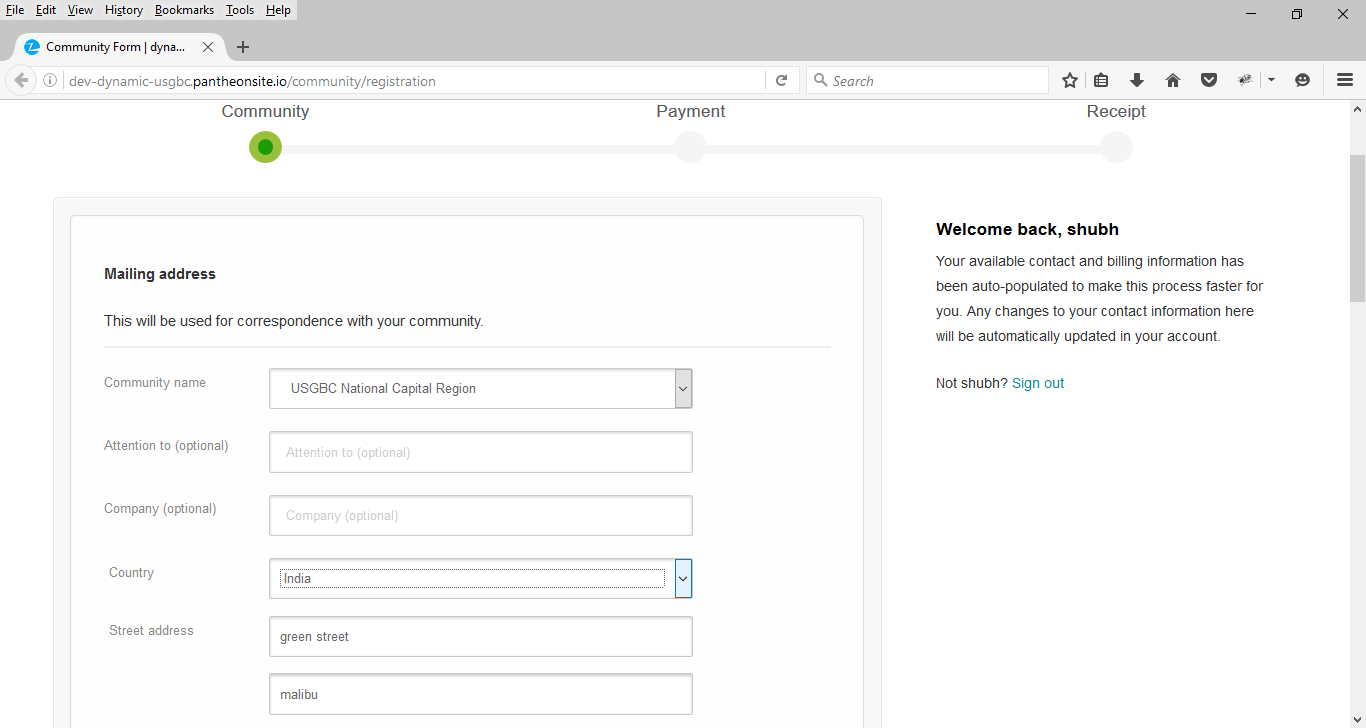 File Edit View History Bookmarks Tools Help
Community Form | dyna...
dev-dynamic-usgbc.pantheonsite.io/community/registration
Search
Community Payment Receipt
Mailing address
This will be used for correspondence with your community.
Community name
USGBC National Capital Region
Attention to (optional)
Attention to (optional)
Company (optional)
Company (optional)
Country
India
Street address
green street
malibu
Welcome back, shubh
Your available contact and billing information has
been auto-populated to make this process faster for
you. Any changes to your contact information here
will be automatically updated in your account.
Not shubh? Sign out